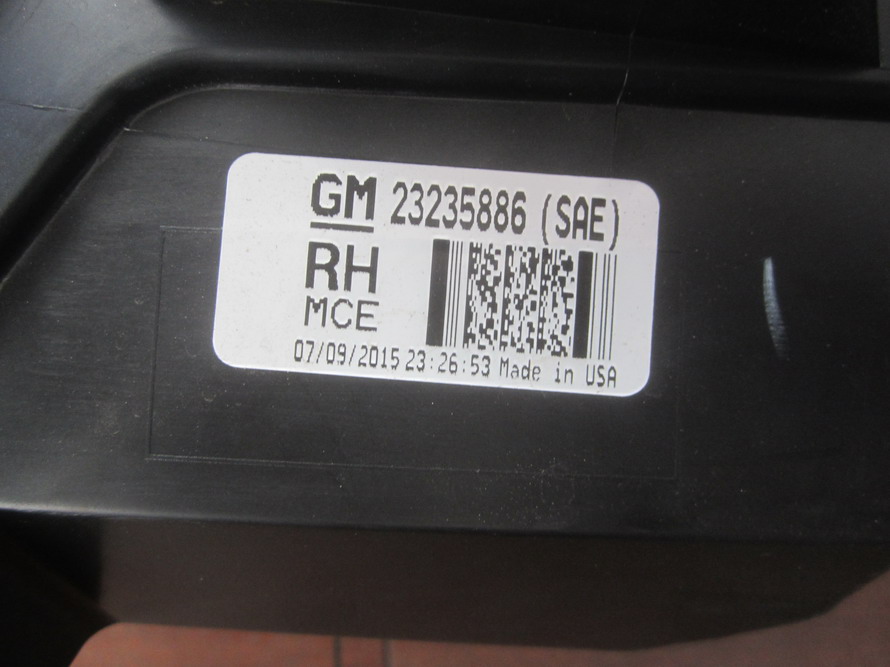 GM 23235886 (SAE)
RH
MCE
07/09/2015 23:26:53 Made in USA